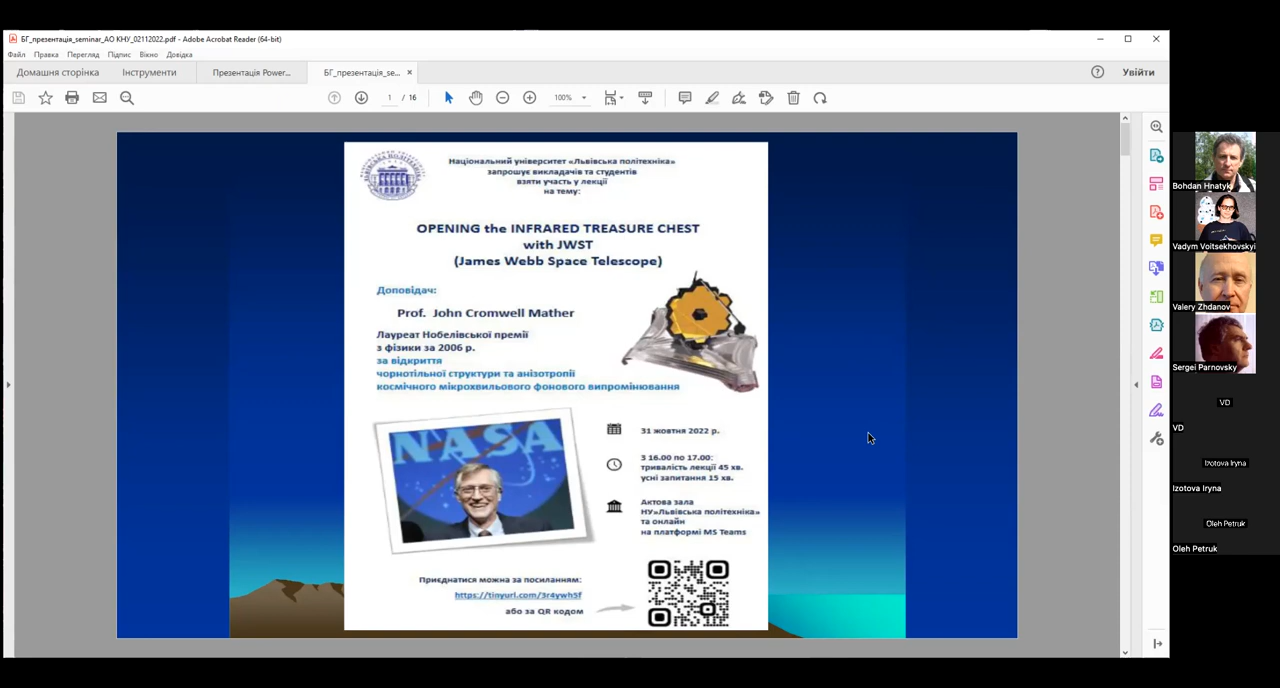 БГ_презентація_seminar_АО КНУ_02112022.pdf - Adobe Acrobat Reader (64-bit)
Файл Правка Перегляд Підпис Вікно Довідка
Домашня сторінка Інструменти Презентація Power... БГ_презентація_se... × Увійти
1 / 16 100%
Національний університет «Львівська політехніка»
запрошує викладачів та студентів
взяти участь у лекції
на тему:
OPENING the INFRARED TREASURE CHEST
with JWST
(James Webb Space Telescope)
Доповідач:
Prof. John Cromwell Mather
Лауреат Нобелівської премії
з фізики за 2006 р.
за відкриття
чорнотільної структури та анізотропії
космічного мікрохвильового фонового випромінювання
NASA
31 жовтня 2022 р.
З 16.00 по 17.00:
тривалість лекції 45 хв.
усні запитання 15 хв.
Актова зала
НУ»Львівська політехніка»
та онлайн
на платформі MS Teams
Приєднатися можна за посиланням:
https://tinyurl.com/3r4ywh5f
або за QR кодом
Bohdan Hnatyk
Vadym Voitsekhovskyi
Valery Zhdanov
Sergei Parnovsky
VD
VD
Izotova Iryna
Izotova Iryna
Oleh Petruk
Oleh Petruk